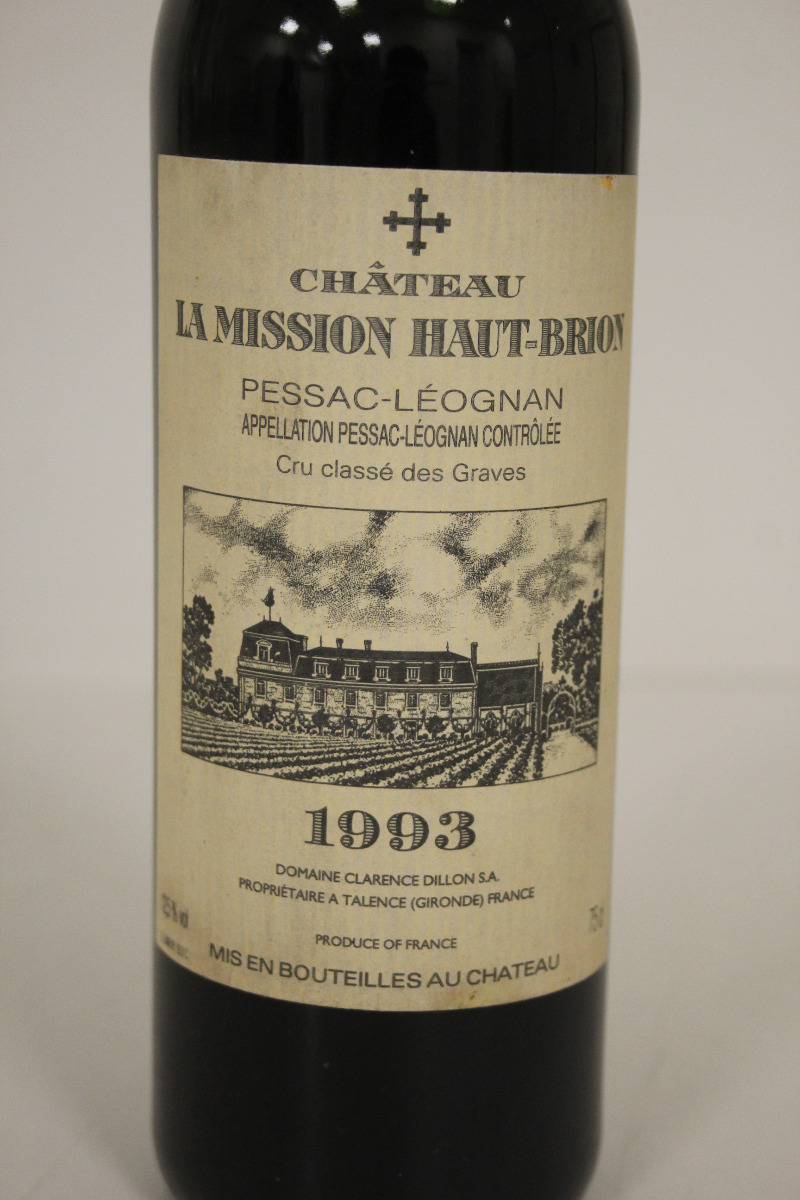 CHÂTEAU
LA MISSION HAUT-BRION
PESSAC-LÉOGNAN
APPELLATION PESSAC-LÉOGNAN CONTRÔLÉE
Cru classé des Graves
1993
DOMAINE CLARENCE DILLON S.A.
PROPRIÉTAIRE A TALENCE (GIRONDE) FRANCE
PRODUCE OF FRANCE
MIS EN BOUTEILLES AU CHATEAU